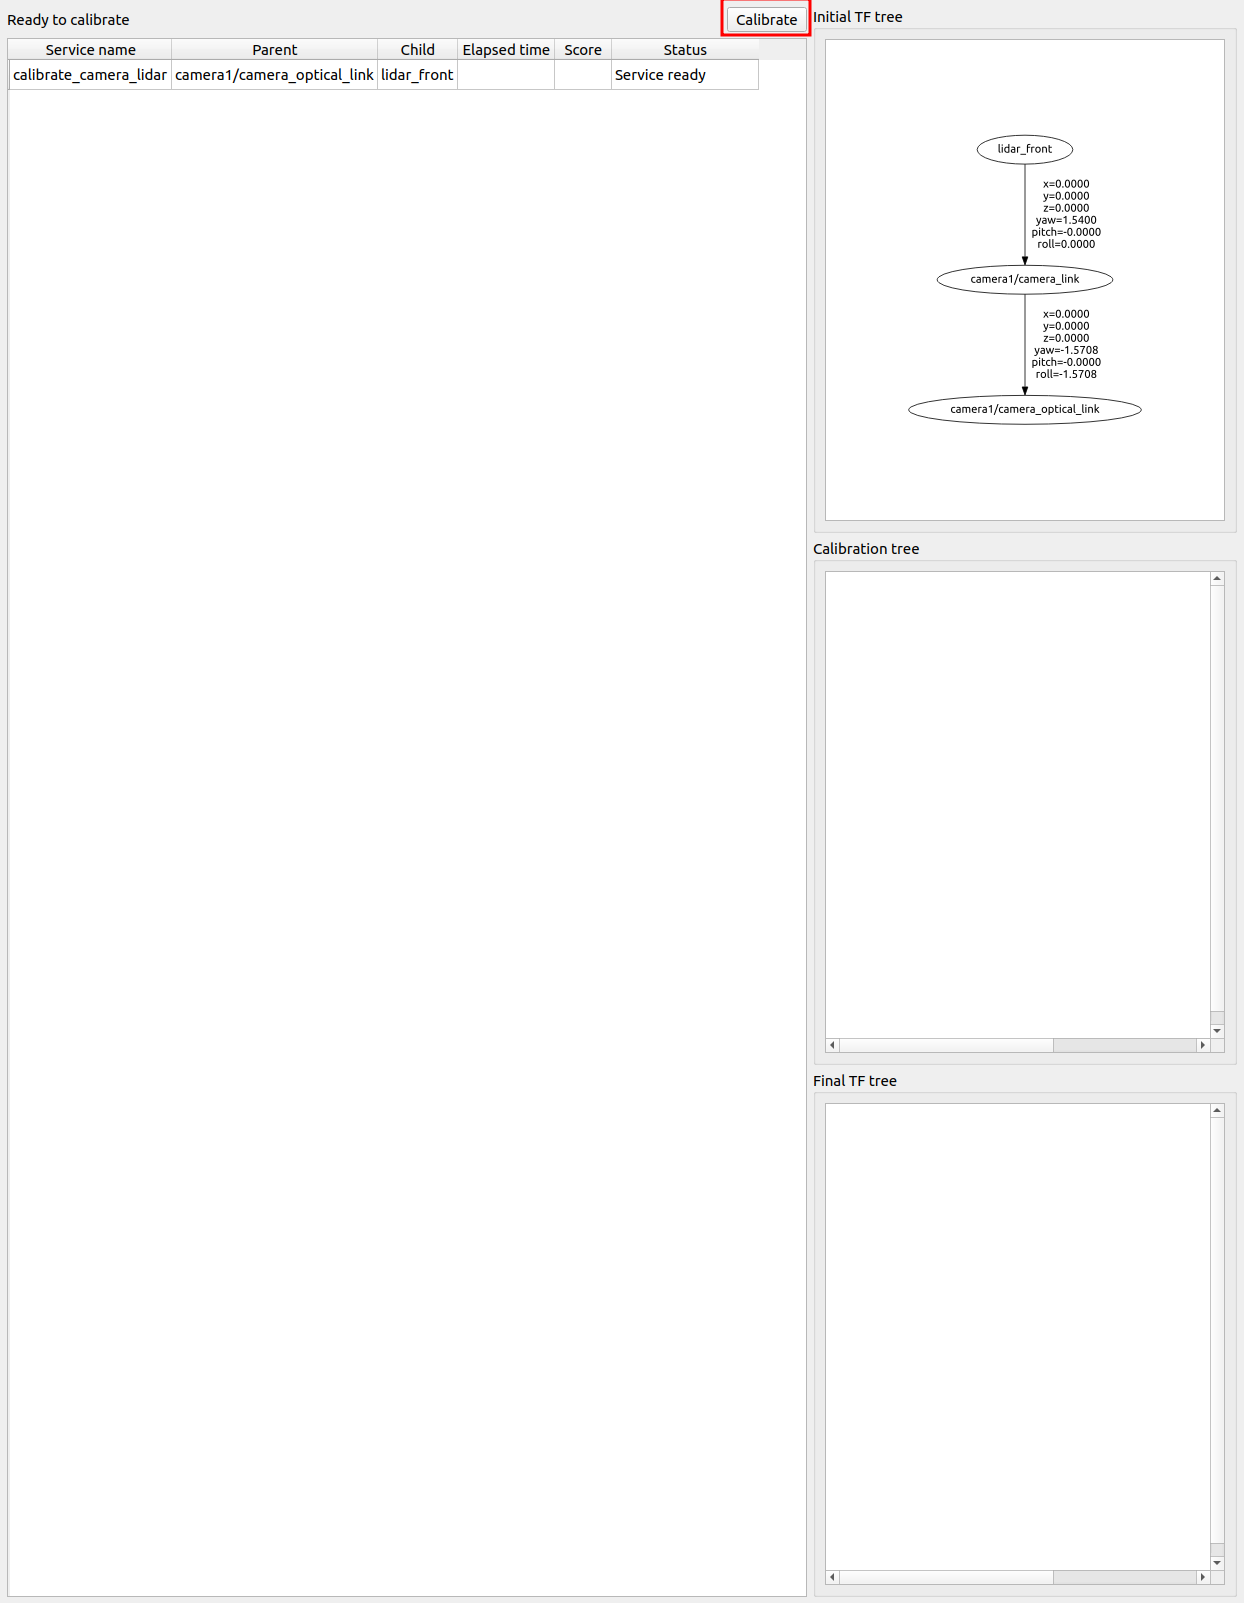 Ready to calibrate
Calibrate
Service name Parent Child Elapsed time Score Status
calibrate_camera_lidar camera1/camera_optical_link lidar_front Service ready
Initial TF tree
lidar_front
x=0.0000
y=0.0000
z=0.0000
yaw=1.5400
pitch=-0.0000
roll=0.0000
camera1/camera_link
x=0.0000
y=0.0000
z=0.0000
yaw=-1.5708
pitch=-0.0000
roll=-1.5708
camera1/camera_optical_link
Calibration tree
Final TF tree